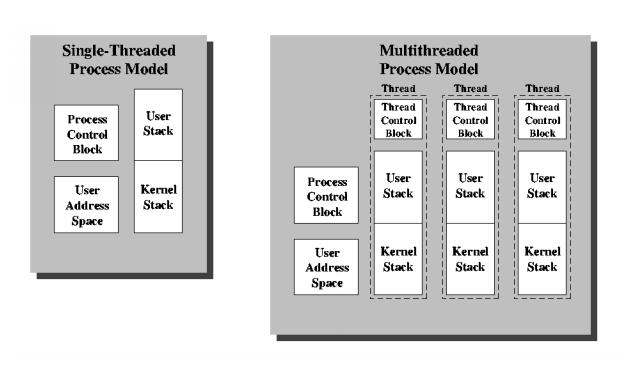 Single-Threaded
Process Model
Process
Control
Block
User
Stack
User
Address
Space
Kernel
Stack
Multithreaded
Process Model
Thread
Thread
Thread
Thread
Control
Block
Thread
Control
Block
Thread
Control
Block
Process
Control
Block
User
Stack
User
Stack
User
Stack
User
Address
Space
Kernel
Stack
Kernel
Stack
Kernel
Stack